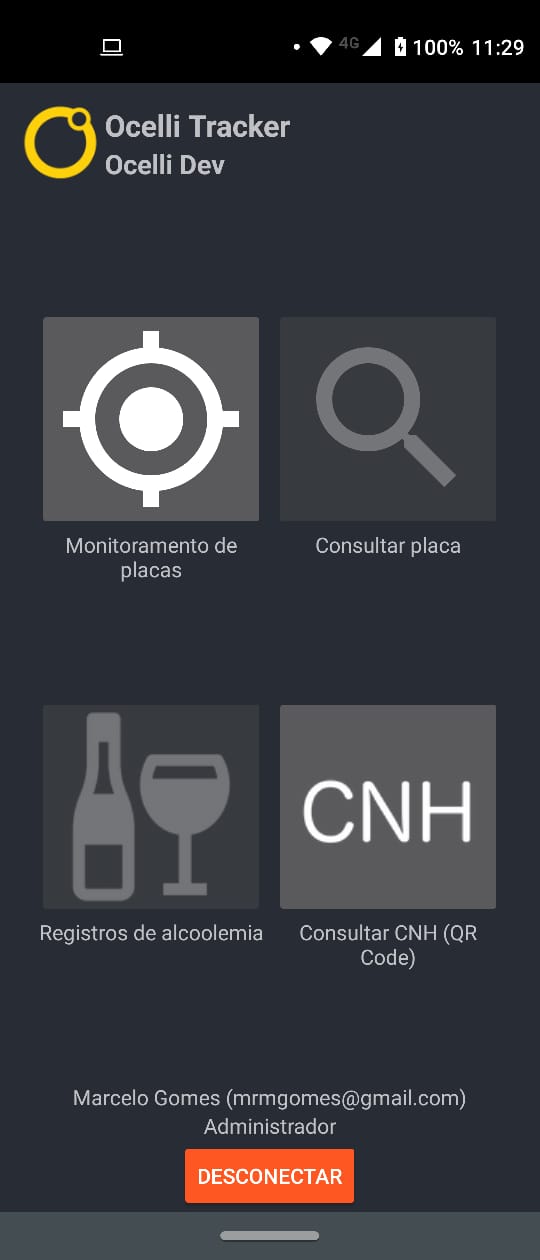 4G 100% 11:29
Ocelli Tracker
Ocelli Dev
Monitoramento de
placas
Consultar placa
Registros de alcoolemia
CNH
Consultar CNH (QR
Code)
Marcelo Gomes (mrmgomes@gmail.com)
Administrador
DESCONECTAR